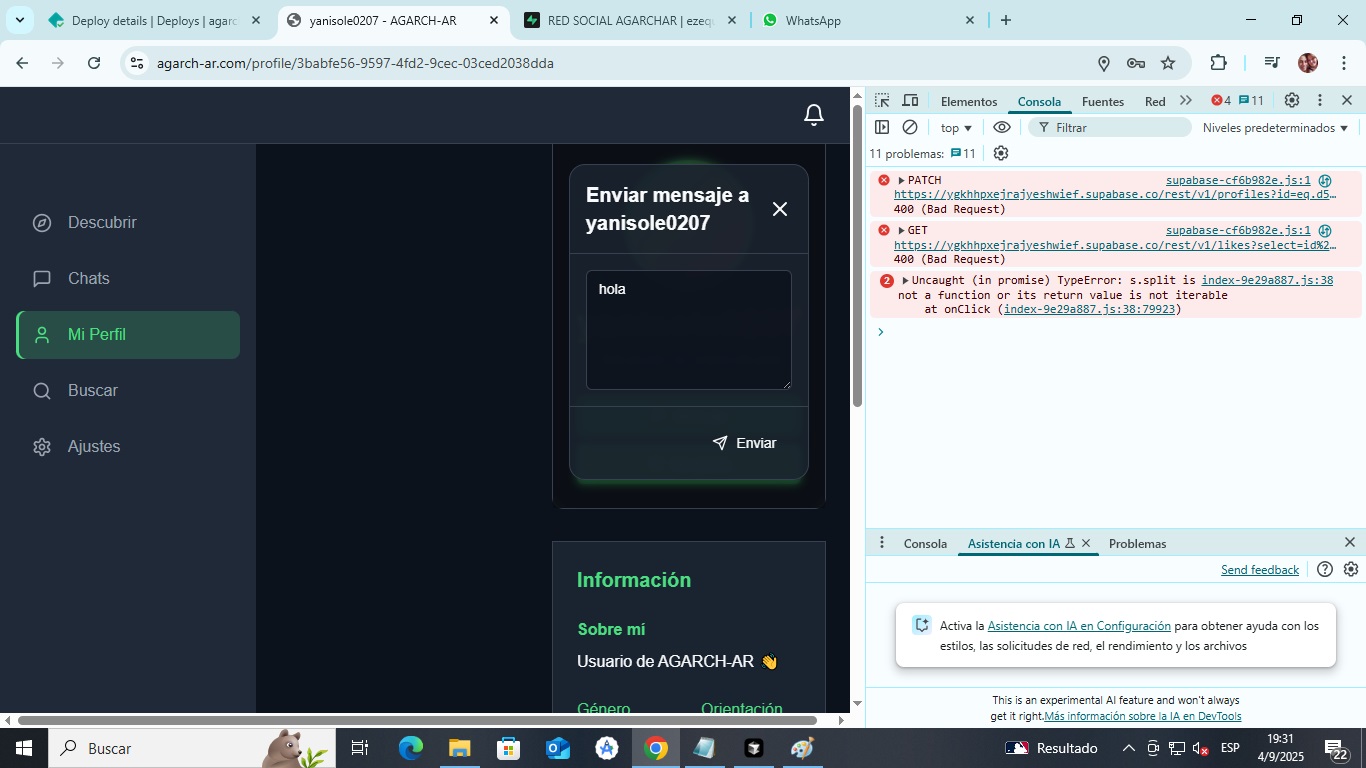 Deploy details | Deploys | agarc
yanisole0207 - AGARCH-AR
RED SOCIAL AGARCHAR | ezequ
WhatsApp
agarch-ar.com/profile/3babfe56-9597-4fd2-9cec-03ced2038dda
Descubrir
Chats
Mi Perfil
Buscar
Ajustes
Enviar mensaje a
yanisole0207
hola
Enviar
Información
Sobre mí
Usuario de AGARCH-AR 👋
Género
Orientación
Elementos
Consola
Fuentes
Red
4
11
top
Filtrar
Niveles predeterminados
11 problemas:
11
PATCH
supabase-cf6b982e.js:1
https://ygkhhpxejrajyeshwief.supabase.co/rest/v1/profiles?id=eq.d5…
400 (Bad Request)
GET
supabase-cf6b982e.js:1
https://ygkhhpxejrajyeshwief.supabase.co/rest/v1/likes?select=id%2…
400 (Bad Request)
2
Uncaught (in promise) TypeError: s.split is
index-9e29a887.js:38
not a function or its return value is not iterable
at onClick (index-9e29a887.js:38:79923)
Consola
Asistencia con IA
Problemas
Send feedback
Activa la Asistencia con IA en Configuración para obtener ayuda con los
estilos, las solicitudes de red, el rendimiento y los archivos
This is an experimental AI feature and won't always
get it right. Más información sobre la IA en DevTools
Buscar
Resultado
ESP
19:31
4/9/2025
22